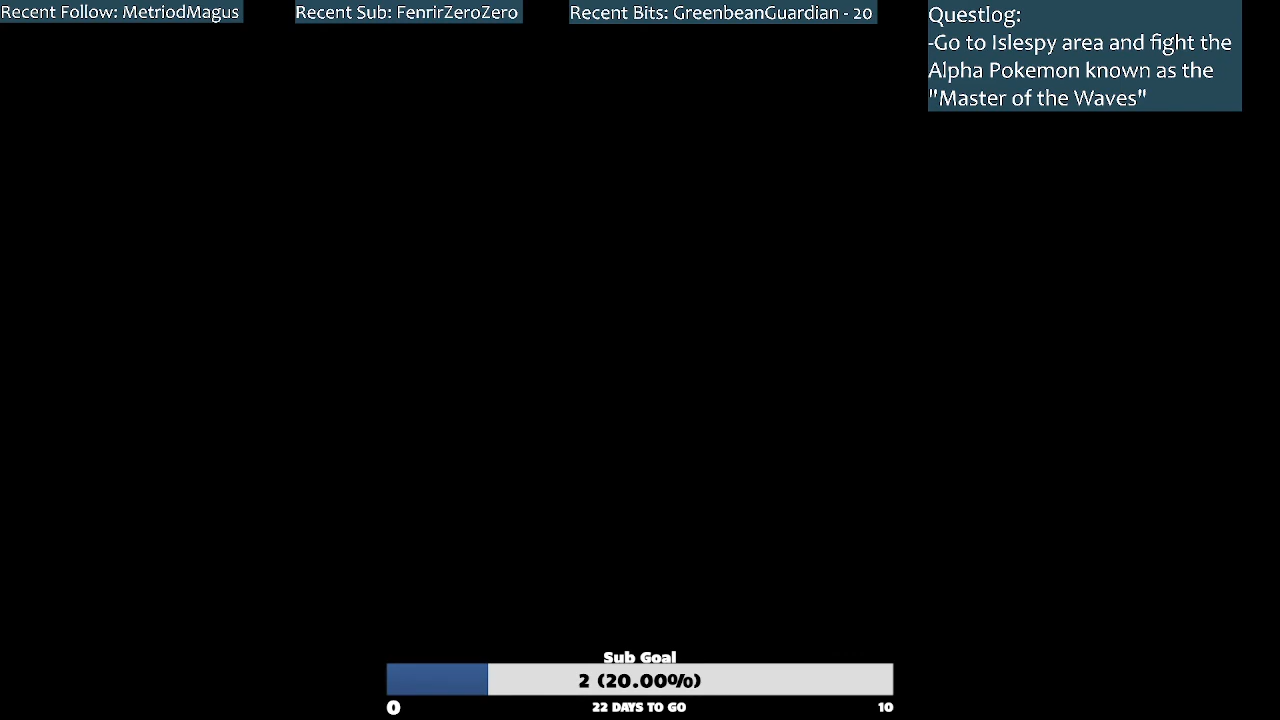 Recent Follow: MetriodMagus
Recent Sub: FenrirZeroZero
Recent Bits: GreenbeanGuardian - 20
Questlog:
-Go to Islespy area and fight the
Alpha Pokemon known as the
"Master of the Waves"
Sub Goal
2 (20.00%)
0
22 DAYS TO GO
10